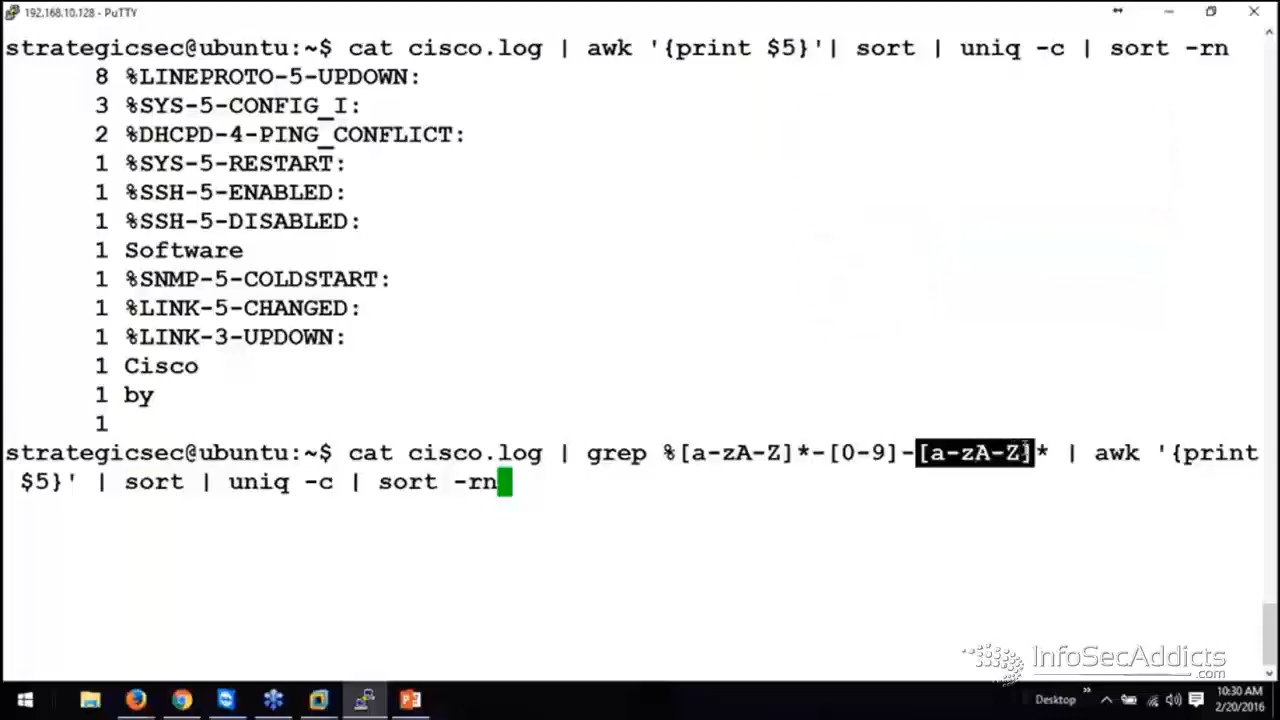 192.168.10.128 - PuTTY
strategicsec@ubuntu:~$ cat cisco.log | awk '{print $5}'| sort | uniq -c | sort -rn
8 %LINEPROTO-5-UPDOWN:
3 %SYS-5-CONFIG_I:
2 %DHCPD-4-PING_CONFLICT:
1 %SYS-5-RESTART:
1 %SSH-5-ENABLED:
1 %SSH-5-DISABLED:
1 Software
1 %SNMP-5-COLDSTART:
1 %LINK-5-CHANGED:
1 %LINK-3-UPDOWN:
1 Cisco
1 by
1
strategicsec@ubuntu:~$ cat cisco.log | grep %[a-zA-Z]*-[0-9]-[a-zA-Z]* | awk '{print
$5}' | sort | uniq -c | sort -rn
InfoSecAddicts
.com
Desktop
10:30 AM
2/20/2016